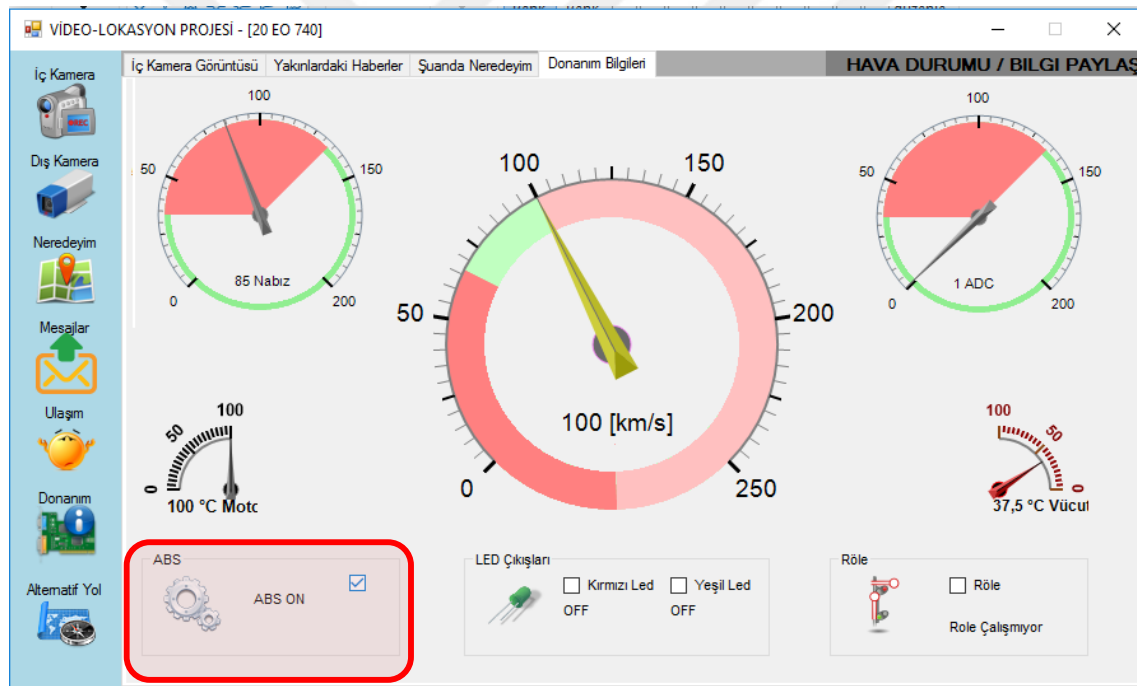 VİDEO-LOKASYON PROJESİ - [20 EO 740]
İç Kamera Görüntüsü Yakınlardaki Haberler Şuanda Neredeyim Donanım Bilgileri
HAVA DURUMU / BILGI PAYLAŞ
İç Kamera
REC
Dış Kamera
Neredeyim
Mesajlar
Ulaşım
Donanım
Alternatif Yol
0 50 100 150 200
85 Nabız
0 50 100 150 200 250
100 [km/s]
0 50 100 150 200
1 ADC
0 50 100
100 °C Motc
100 50 0
37,5 °C Vücut
ABS
ABS ON
LED Çıkışları
Kırmızı Led Yeşil Led
OFF OFF
Röle
Röle
Role Çalışmıyor